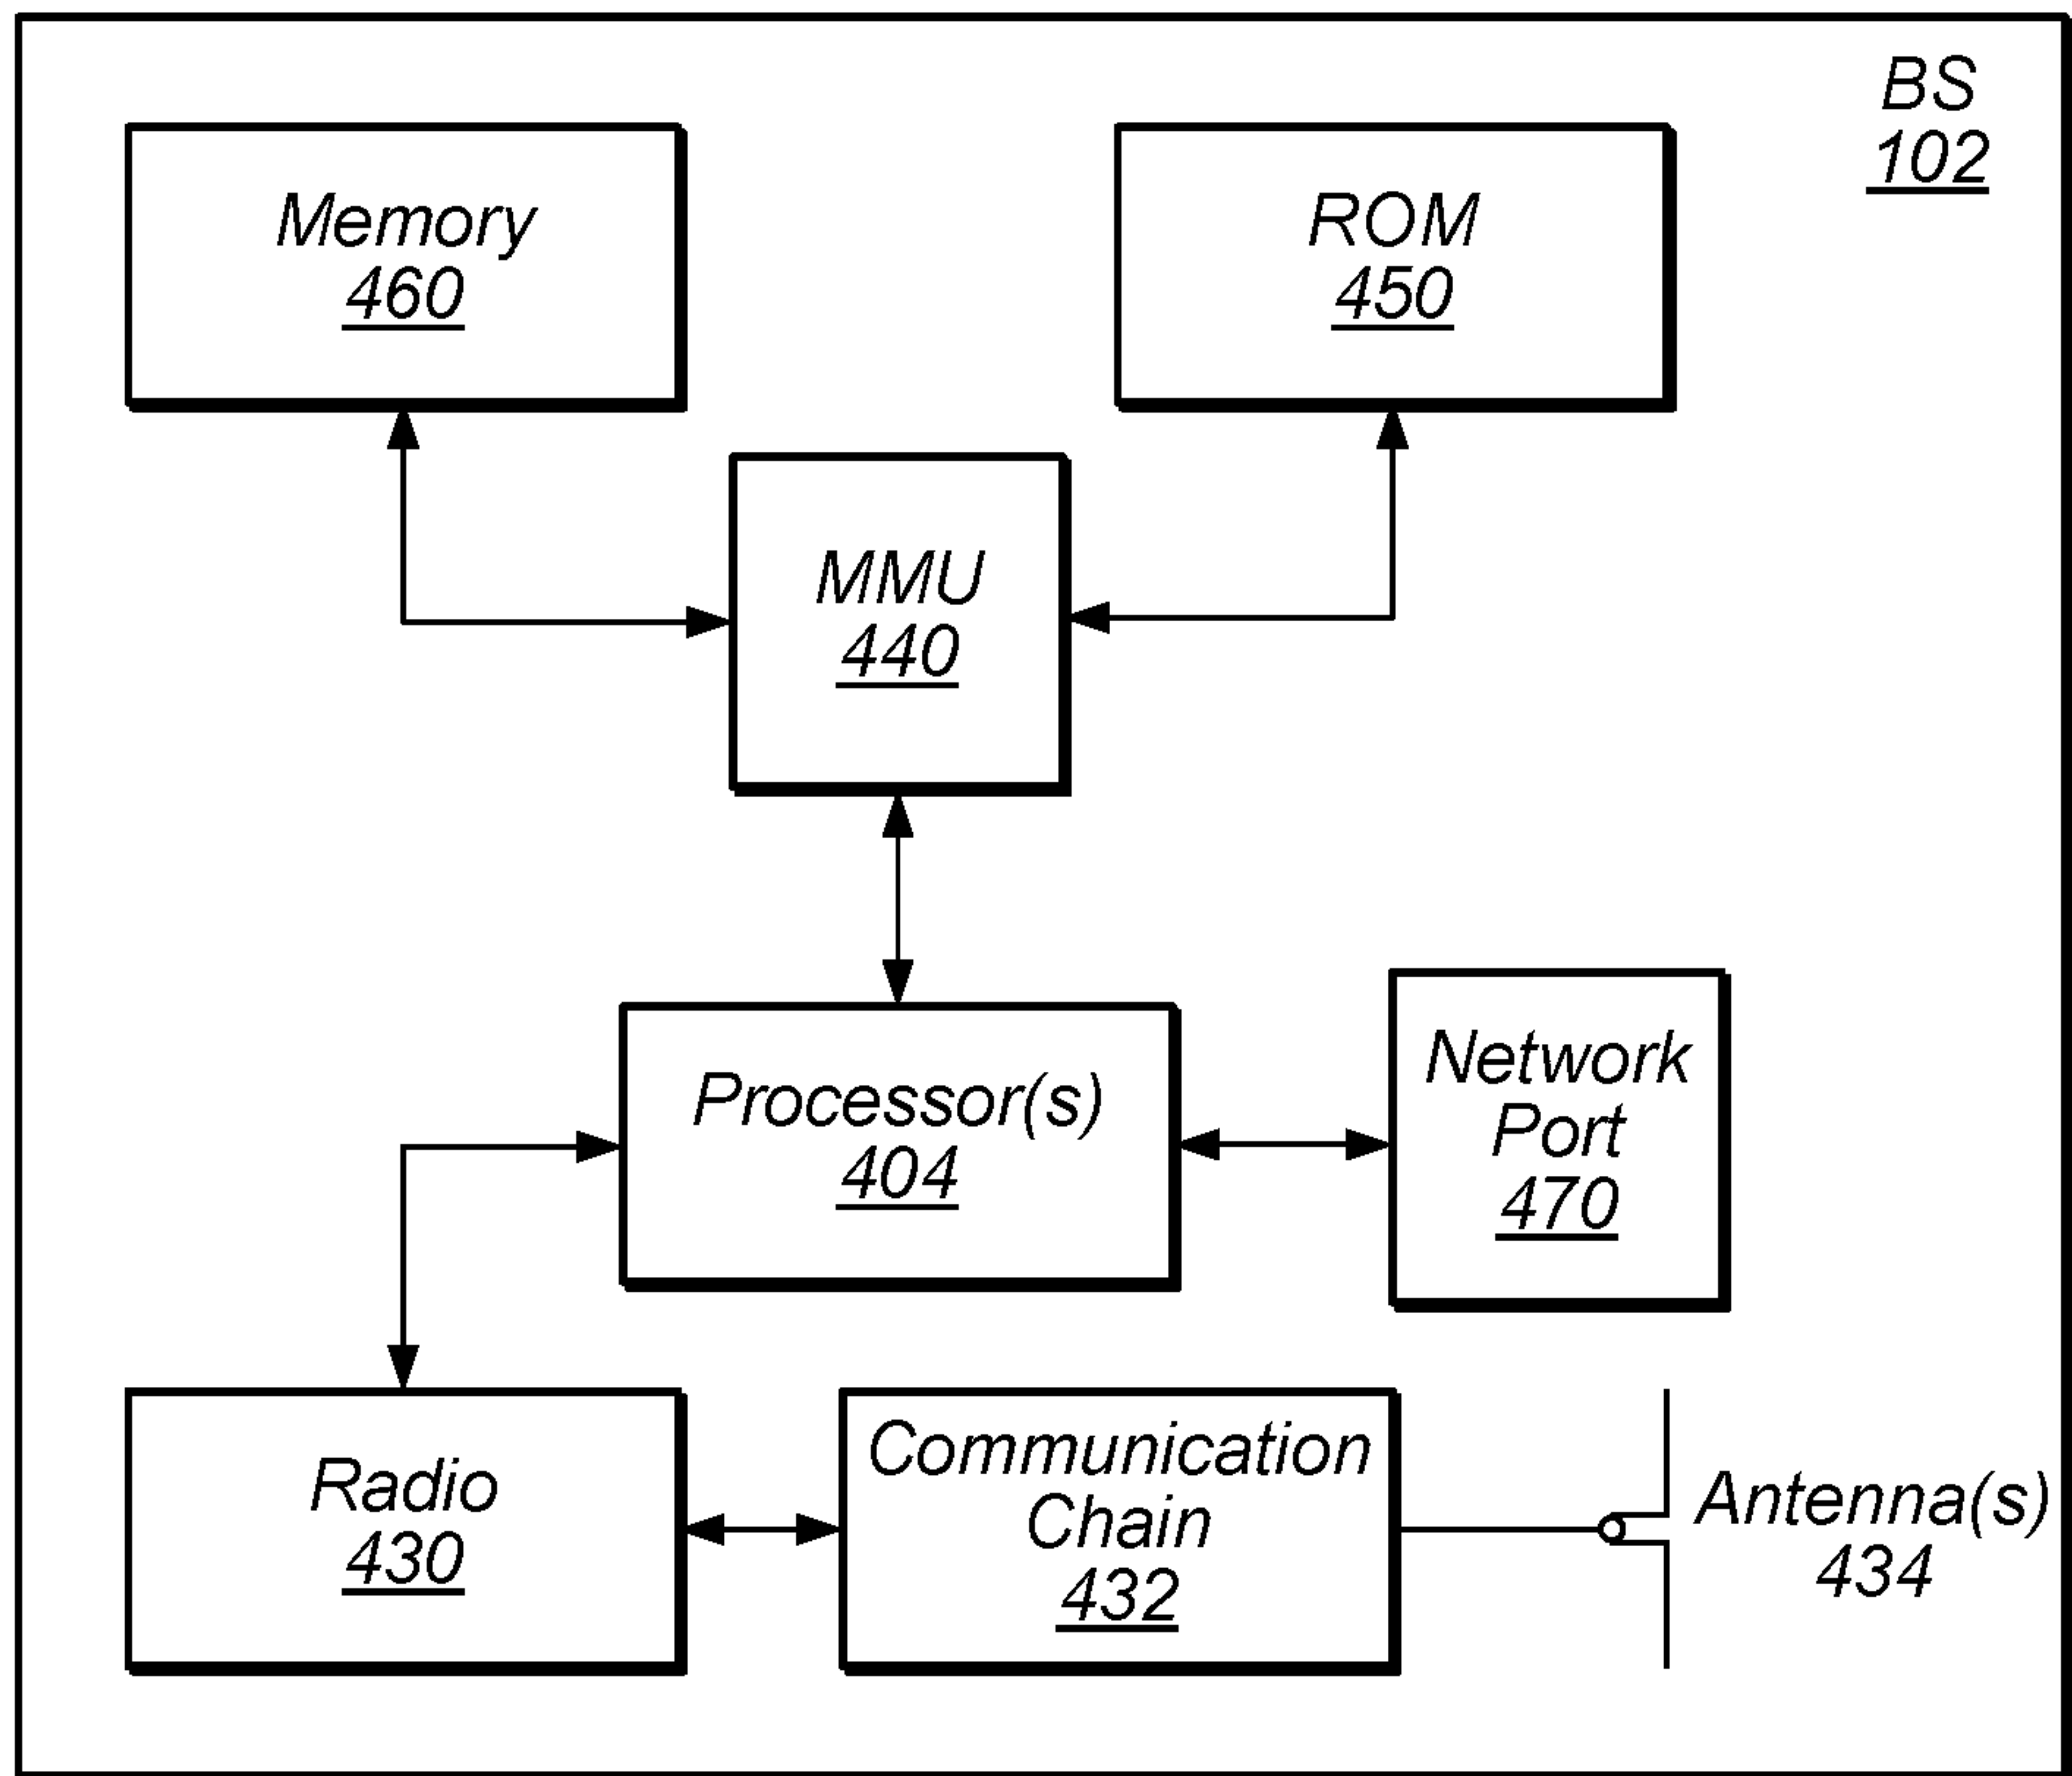 BS
102
Memory
460
ROM
450
MMU
440
Processor(s)
404
Network
Port
470
Radio
430
Communication
Chain
432
Antenna(s)
434